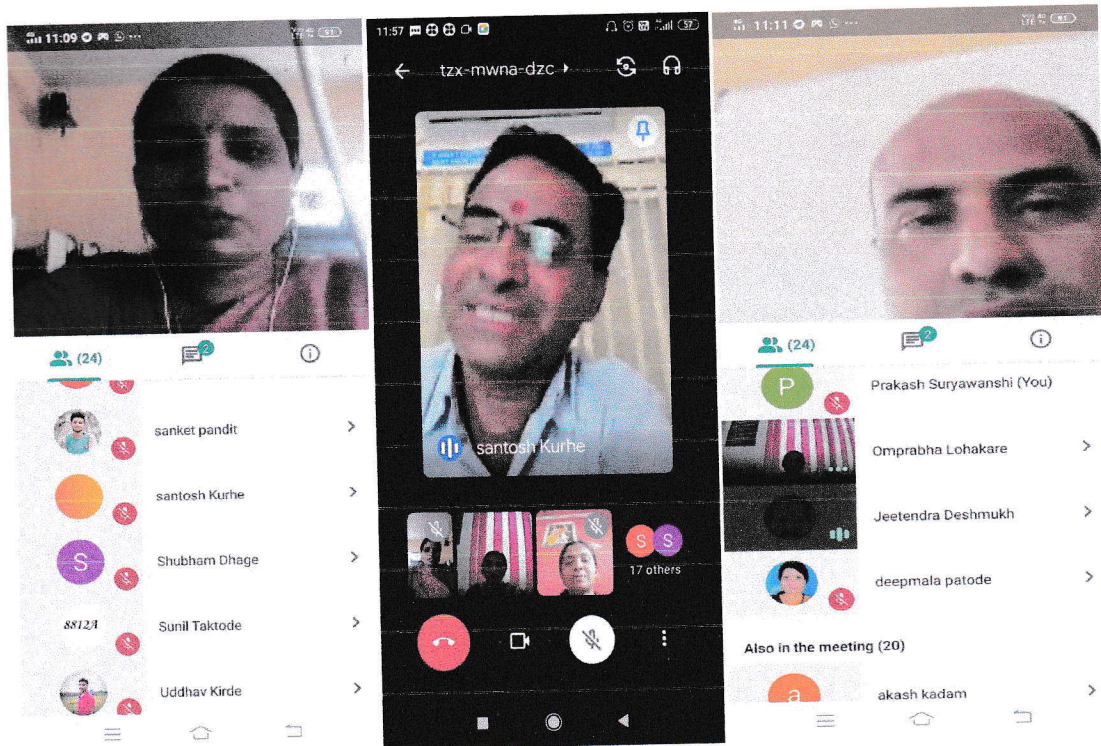 11:09
57
(24)
2
sanket pandit
santosh Kurhe
S
Shubham Dhage
8812A
Sunil Taktode
Uddhav Kirde
11:57
57
tzx-mwna-dzc
santosh Kurhe
S S
17 others
11:11
(24)
2
P
Prakash Suryawanshi (You)
Omprabha Lohakare
Jeetendra Deshmukh
deepmala patode
Also in the meeting (20)
a
akash kadam